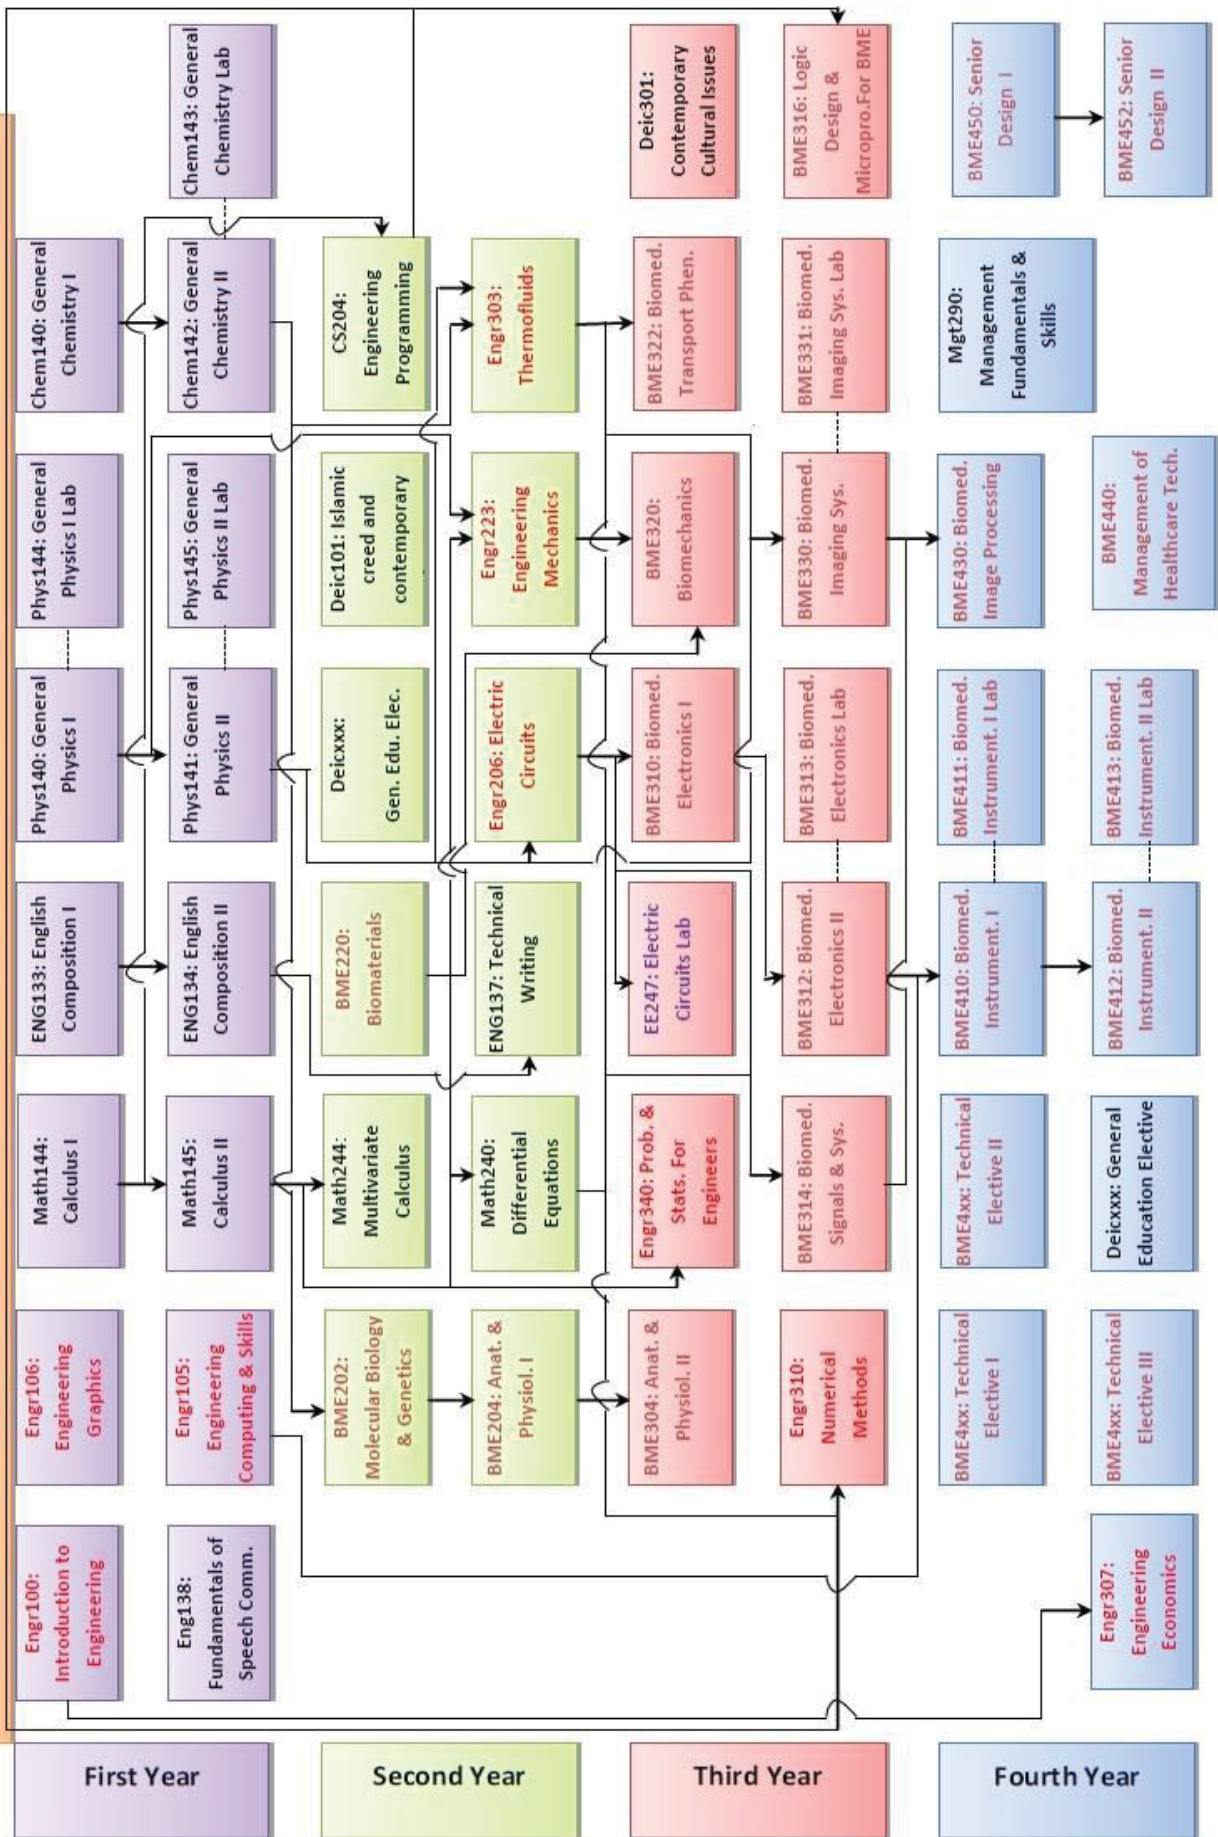 Chem143: General
Chemistry Lab
Chem140: General
Chemistry I
Chem142: General
Chemistry II
CS204:
Engineering
Programming
Engr303:
Thermofluids
Deic301:
Contemporary
Cultural Issues
BME316: Logic
Design &
Micropro.For BME
BME450: Senior
Design I
BME452: Senior
Design II
BME322: Biomed.
Transport Phen.
BME331: Biomed.
Imaging Sys. Lab
Mgt290:
Management
Fundamentals &
Skills
Phys144: General
Physics I Lab
Phys145: General
Physics II Lab
Deic101: Islamic
creed and
contemporary
Engr223:
Engineering
Mechanics
BME320:
Biomechanics
BME330: Biomed.
Imaging Sys.
BME430: Biomed.
Image Processing
BME440:
Management of
Healthcare Tech.
Phys140: General
Physics I
Phys141: General
Physics II
Deicxxx:
Gen. Edu. Elec.
Engr206: Electric
Circuits
BME310: Biomed.
Electronics I
BME313: Biomed.
Electronics Lab
BME411: Biomed.
Instrument. I Lab
BME413: Biomed.
Instrument. II Lab
ENG133: English
Composition I
ENG134: English
Composition II
BME220:
Biomaterials
ENG137: Technical
Writing
EE247: Electric
Circuits Lab
BME312: Biomed.
Electronics II
BME410: Biomed.
Instrument. I
BME412: Biomed.
Instrument. II
Math144:
Calculus I
Math145:
Calculus II
Math244:
Multivariate
Calculus
Math240:
Differential
Equations
Engr340: Prob. &
Stats. For
Engineers
BME314: Biomed.
Signals & Sys.
BME4xx: Technical
Elective II
Deicxxx: General
Education Elective
Engr106:
Engineering
Graphics
Engr105:
Engineering
Computing & Skills
BME202:
Molecular Biology
& Genetics
BME204: Anat. &
Physiol. I
BME304: Anat. &
Physiol. II
Engr310:
Numerical
Methods
BME4xx: Technical
Elective I
BME4xx: Technical
Elective III
Engr100:
Introduction to
Engineering
Eng138:
Fundamentals of
Speech Comm.
Engr307:
Engineering
Economics
First Year
Second Year
Third Year
Fourth Year